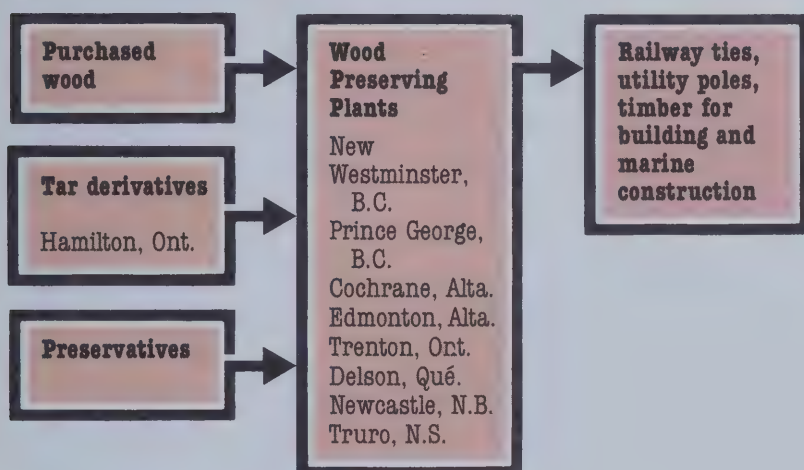 Purchased
wood
Tar derivatives
Hamilton, Ont.
Preservatives
Wood
Preserving
Plants
New
Westminster,
B.C.
Prince George,
B.C.
Cochrane, Alta.
Edmonton, Alta.
Trenton, Ont.
Delson, Qué.
Newcastle, N.B.
Truro, N.S.
Railway ties,
utility poles,
timber for
building and
marine
construction